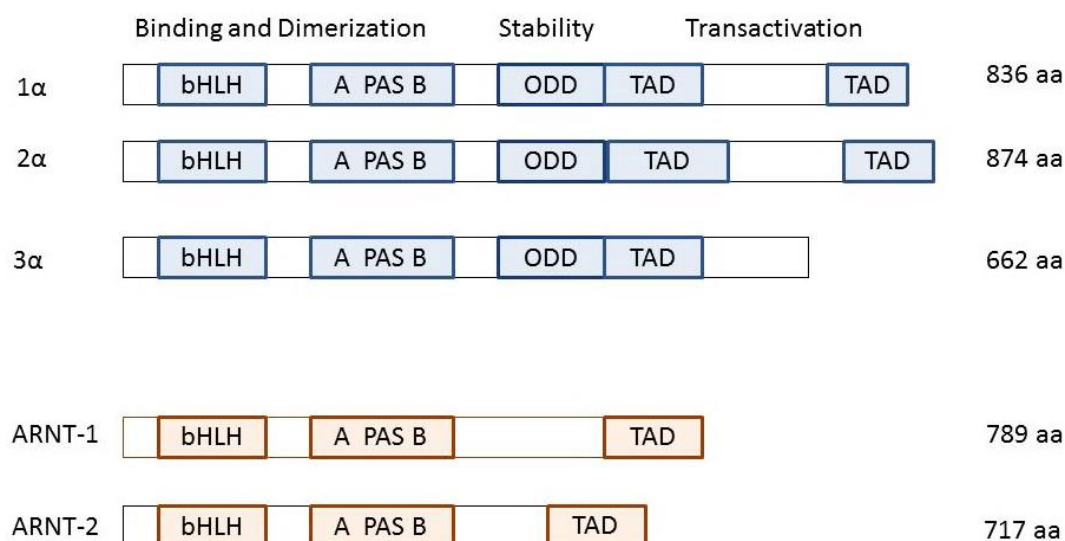 Binding and Dimerization Stability Transactivation
1α bHLH A PAS B ODD TAD TAD 836 aa
2α bHLH A PAS B ODD TAD TAD 874 aa
3α bHLH A PAS B ODD TAD 662 aa
ARNT-1 bHLH A PAS B TAD 789 aa
ARNT-2 bHLH A PAS B TAD 717 aa